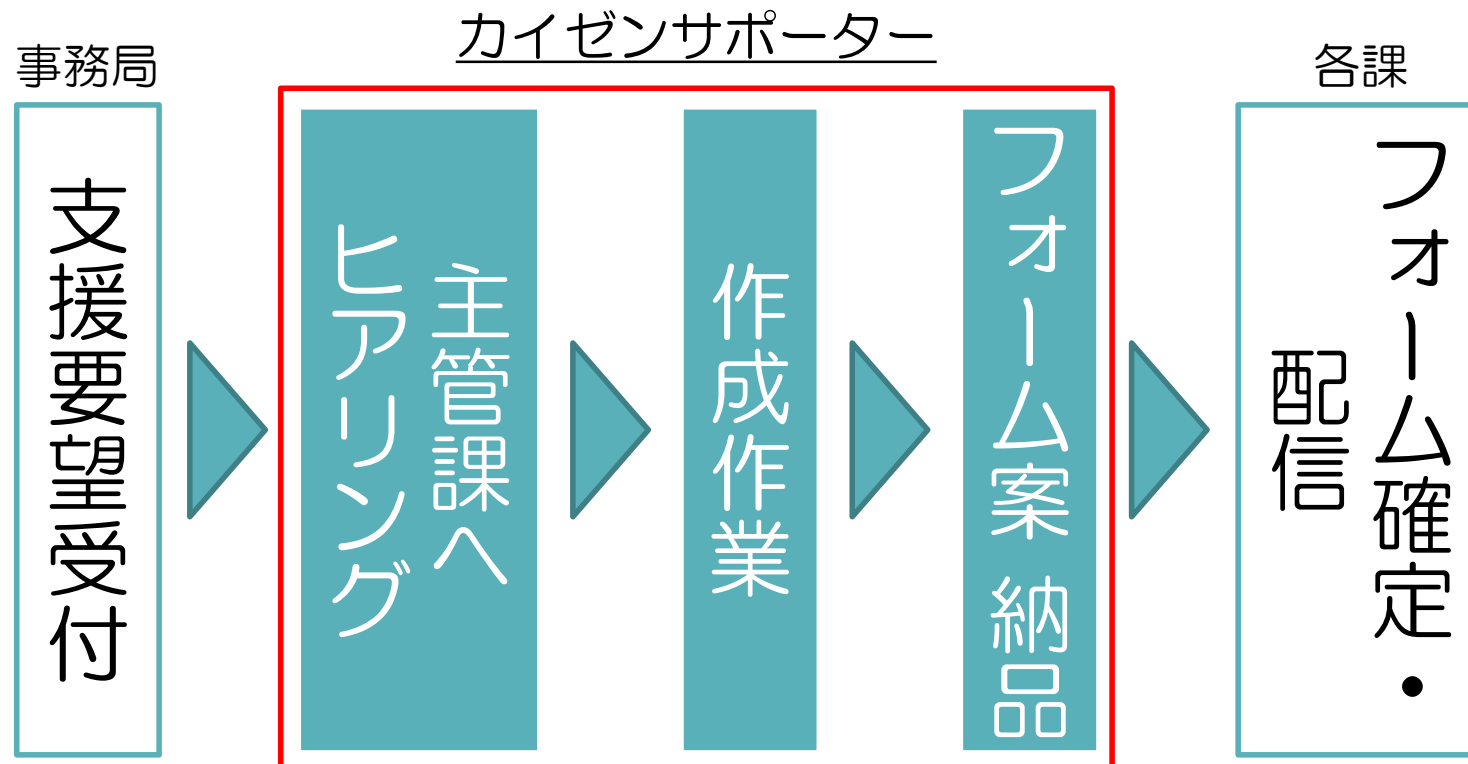 カイゼンサポーター
事務局
各課
支援要望受付
主管課へ
ヒアリング
作成作業
フォーム案 納品
フォーム確定・
配信